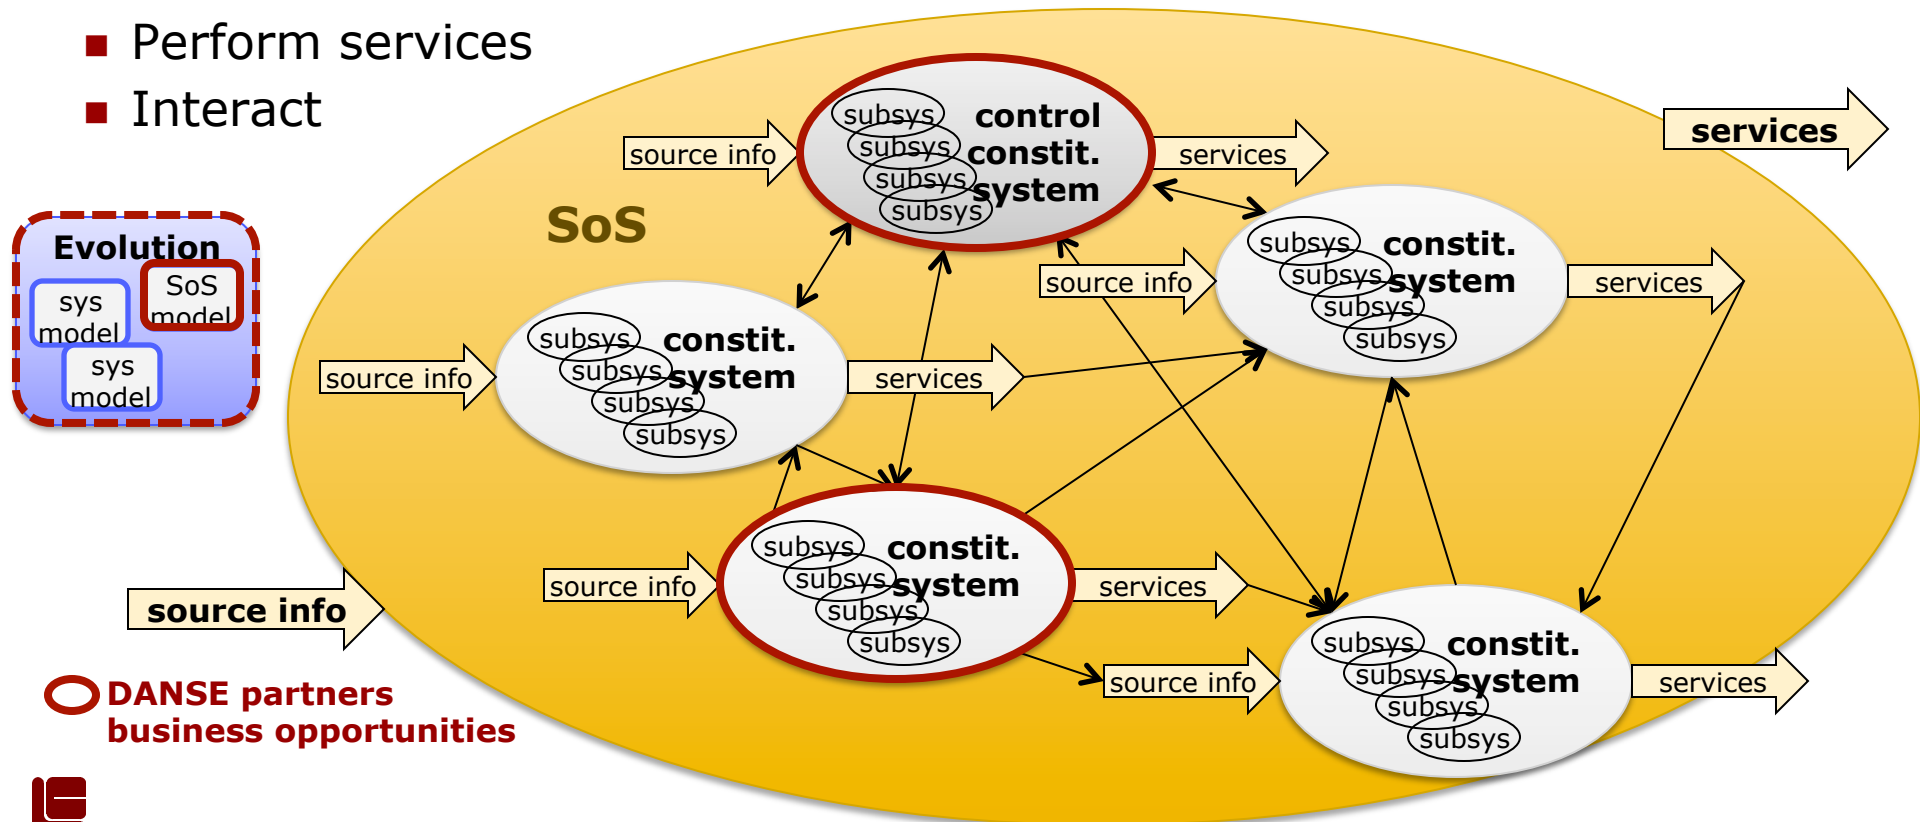 Perform services
Interact
services
source info
subsys
subsys
subsys
subsys
control
constit.
system
services
SoS
Evolution
sys
model
SoS
model
sys
model
source info
subsys
subsys
subsys
subsys
constit.
system
services
source info
subsys
subsys
subsys
subsys
constit.
system
services
source info
subsys
subsys
subsys
subsys
constit.
system
services
source info
source info
subsys
subsys
subsys
subsys
constit.
system
services
DANSE partners
business opportunities